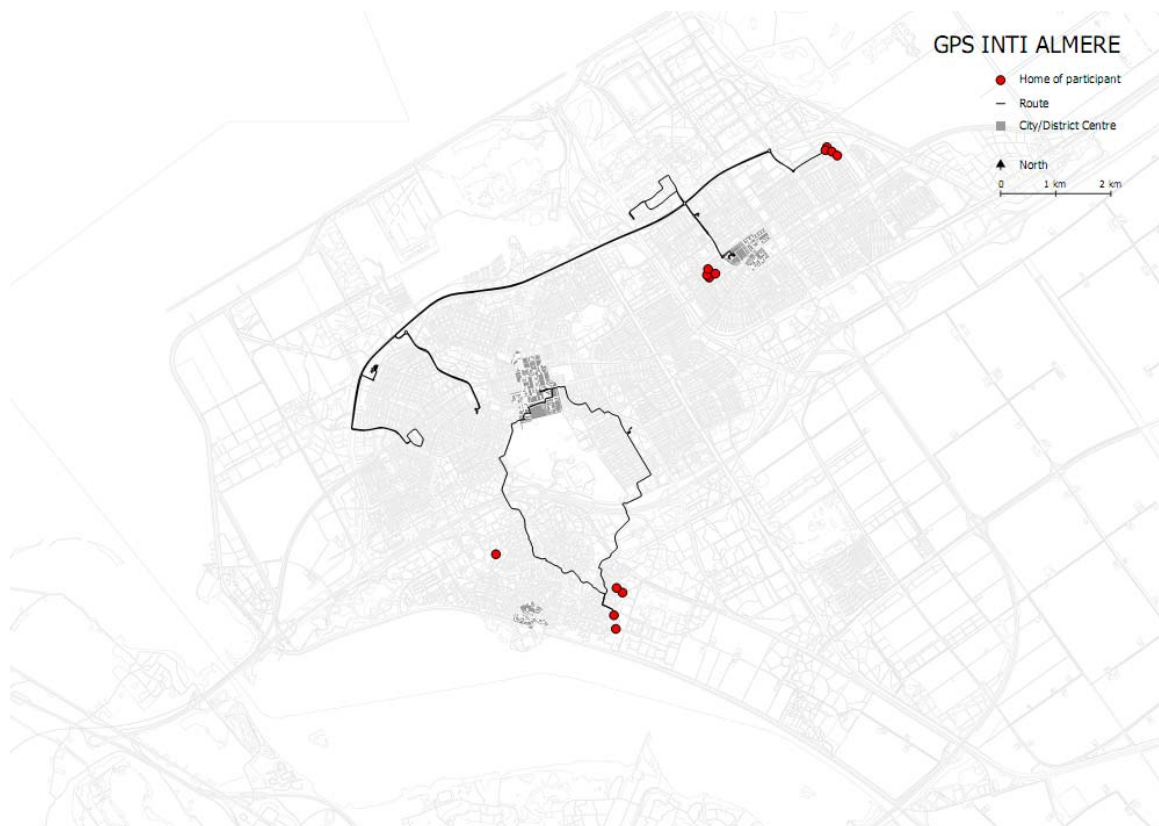 GPS INTI ALMERE
Home of participant
Route
City/District Centre
North
0 1 km 2 km